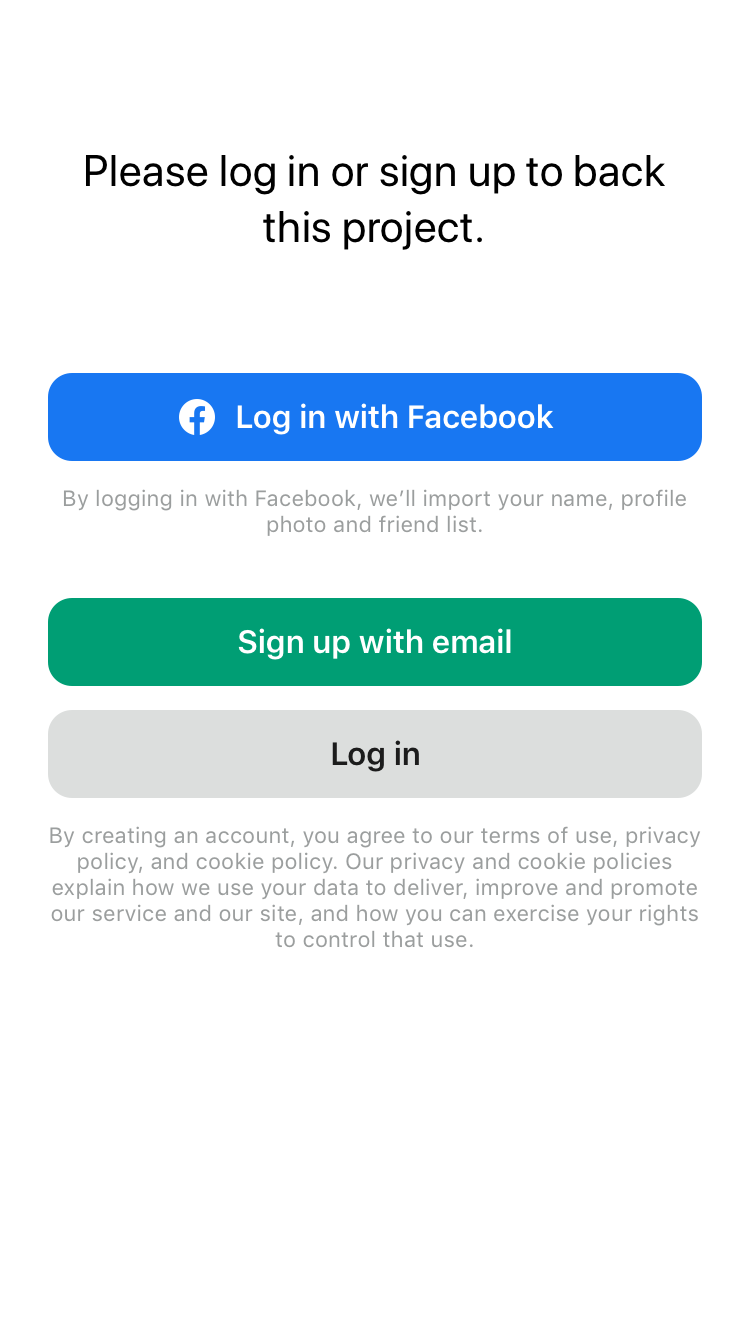 Please log in or sign up to back
this project.
Log in with Facebook
By logging in with Facebook, we’ll import your name, profile
photo and friend list.
Sign up with email
Log in
By creating an account, you agree to our terms of use, privacy
policy, and cookie policy. Our privacy and cookie policies
explain how we use your data to deliver, improve and promote
our service and our site, and how you can exercise your rights
to control that use.